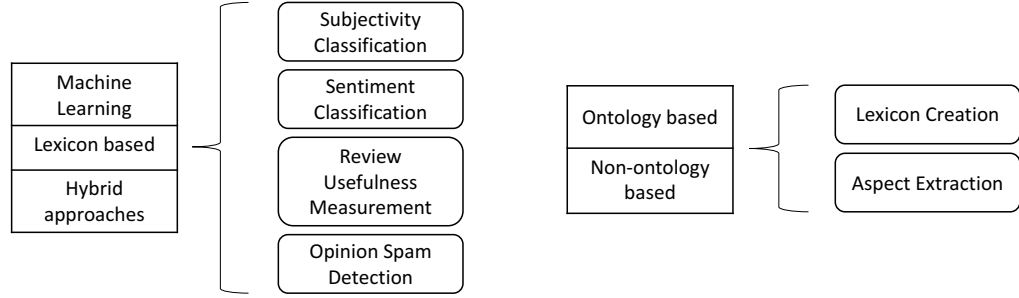 Machine
Learning
Lexicon based
Hybrid
approaches
Subjectivity
Classification
Sentiment
Classification
Review
Usefulness
Measurement
Opinion Spam
Detection
Ontology based
Non-ontology
based
Lexicon Creation
Aspect Extraction